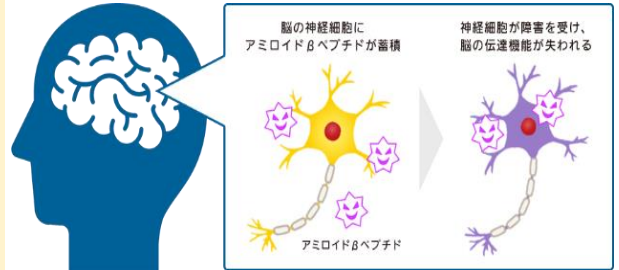 脳の神経細胞に
アミロイドβペプチドが蓄積
神経細胞が障害を受け、
脳の伝達機能が失われる
アミロイドβペプチド